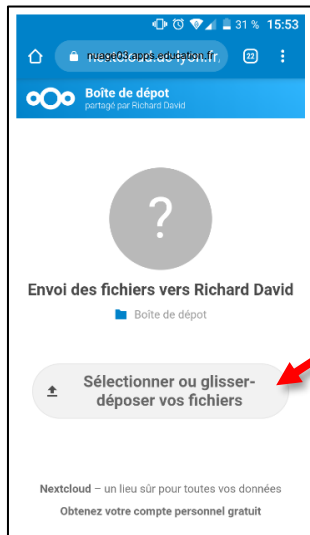 31 % 15:53
nuage03.apps.education.fr
22
Boîte de dépot
partagé par Richard David
?
Envoi des fichiers vers Richard David
Boîte de dépot
Sélectionner ou glisser-
déposer vos fichiers
Nextcloud – un lieu sûr pour toutes vos données
Obtenez votre compte personnel gratuit